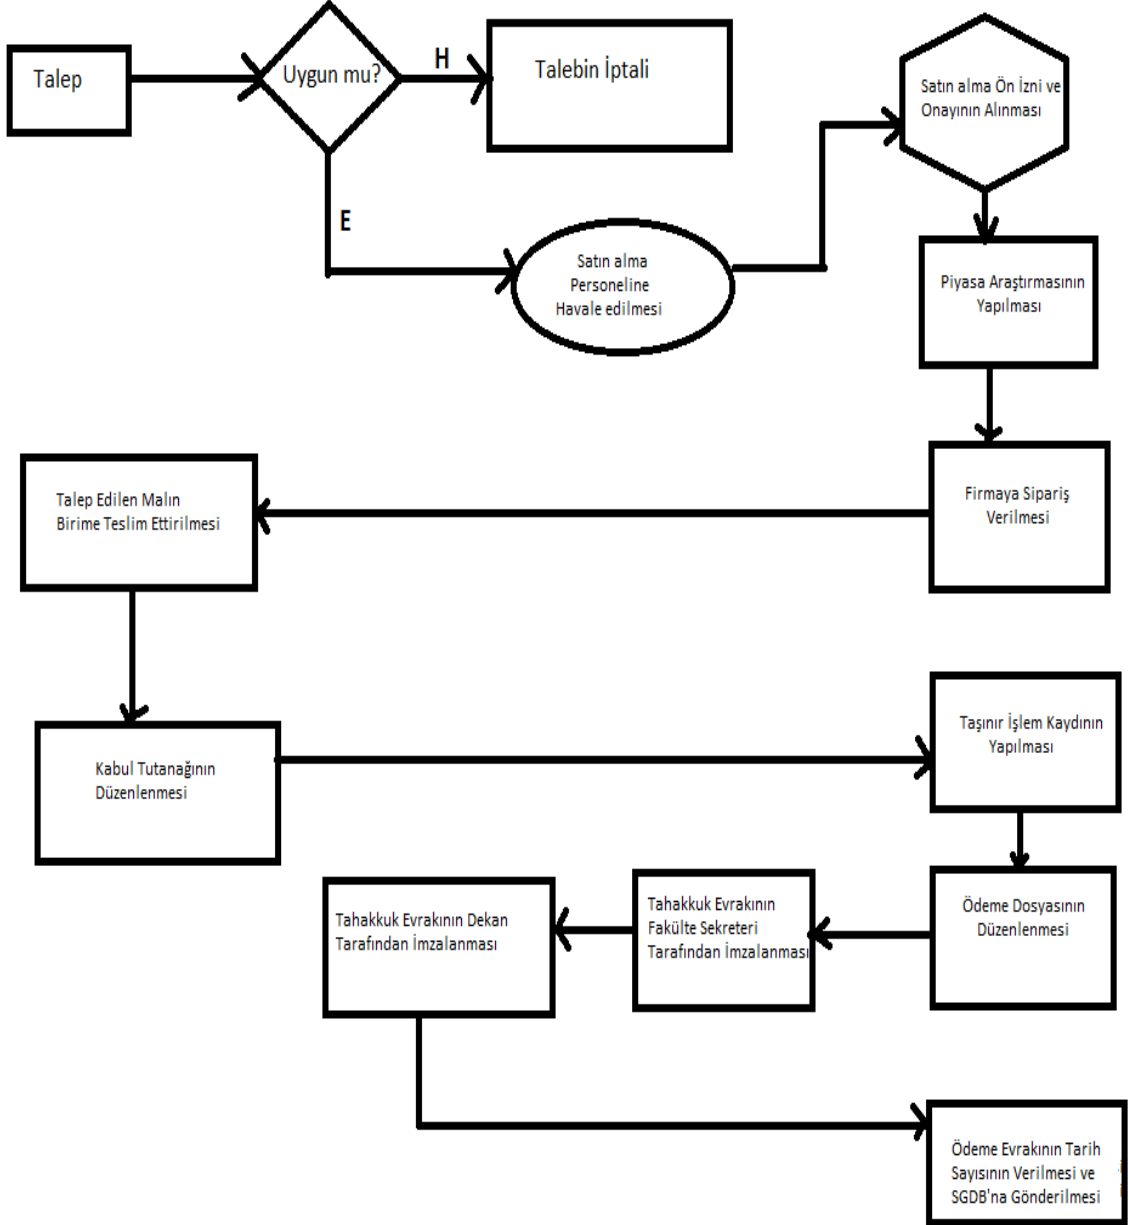 Talep
Uygun mu?
H
Talebin İptali
E
Satın alma
Personeline
Havale edilmesi
Satın alma Ön İzni ve
Onayının Alınması
Piyasa Araştırmasının
Yapılması
Firmaya Sipariş
Verilmesi
Talep Edilen Malın
Birime Teslim Ettirilmesi
Kabul Tutanağının
Düzenlenmesi
Taşınır İşlem Kaydının
Yapılması
Ödeme Dosyasının
Düzenlenmesi
Tahakkuk Evrakının
Fakülte Sekreteri
Tarafından İmzalanması
Tahakkuk Evrakının Dekan
Tarafından İmzalanması
Ödeme Evrakının Tarih
Sayısının Verilmesi ve
SGDB'na Gönderilmesi